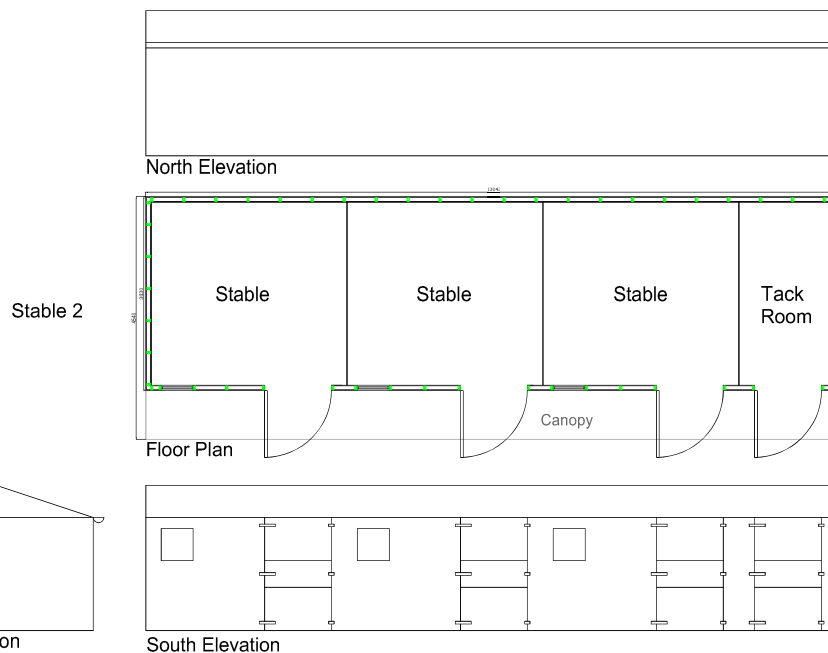 North Elevation
Stable
Stable
Stable
Tack
Room
Stable 2
Canopy
Floor Plan
on
South Elevation